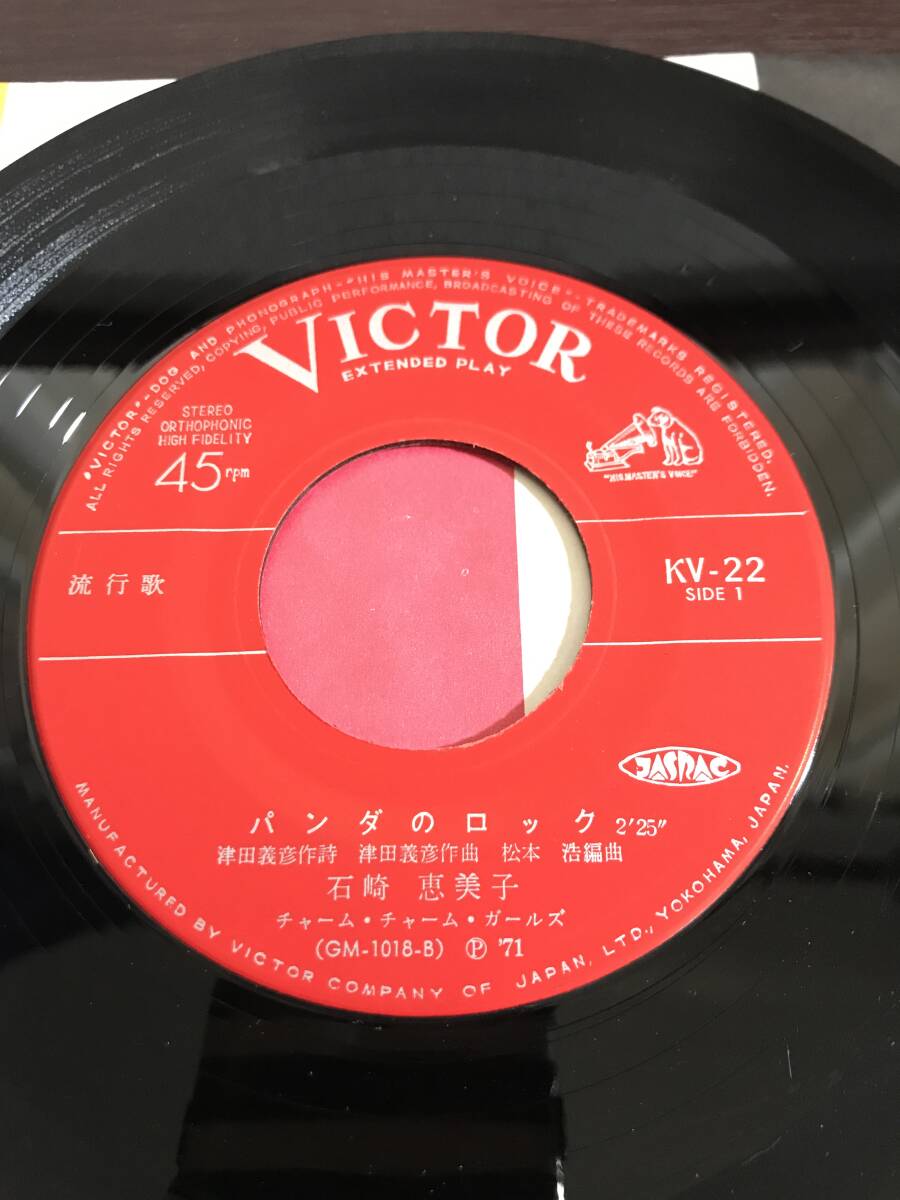 "VICTOR"-DOG AND PHONOGRAPH-"HIS MASTER'S VOICE"-TRADEMARKS REGISTERED.
ALL RIGHTS RESERVED, COPYING, PUBLIC PERFORMANCE, BROADCASTING OF THESE RECORDS ARE FORBIDDEN.
VICTOR
EXTENDED PLAY
STEREO
ORTHOPHONIC
HIGH FIDELITY
45rpm
"HIS MASTER'S VOICE"
流行歌
KV-22
SIDE 1
JASRAC
パンダのロック 2'25"
津田義彦作詩 津田義彦作曲 松本 浩編曲
石崎 恵美子
チャーム・チャーム・ガールズ
(GM-1018-B) Ⓟ '71
MANUFACTURED BY VICTOR COMPANY OF JAPAN, LTD., YOKOHAMA, JAPAN.